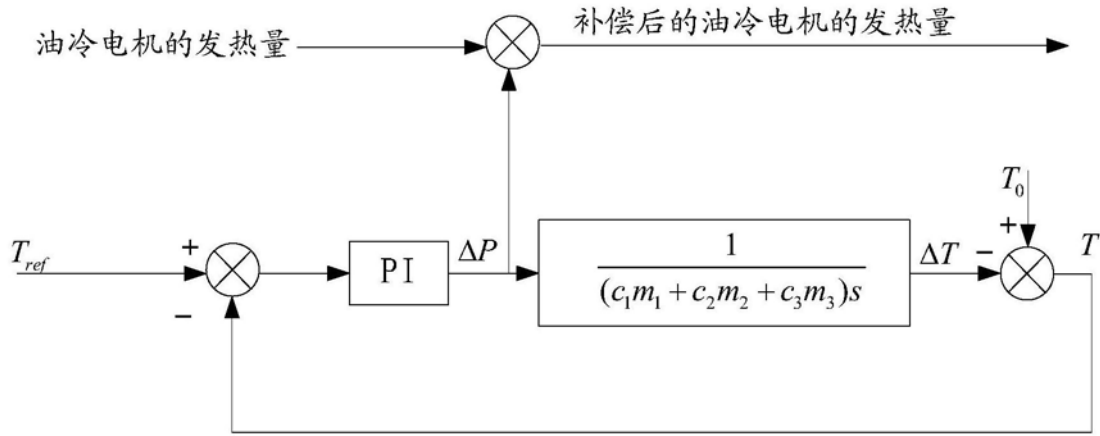 油冷电机的发热量
补偿后的油冷电机的发热量
T_ref
+
−
PI
ΔP
1
(c₁m₁ + c₂m₂ + c₃m₃)s
ΔT
−
T₀
+
T